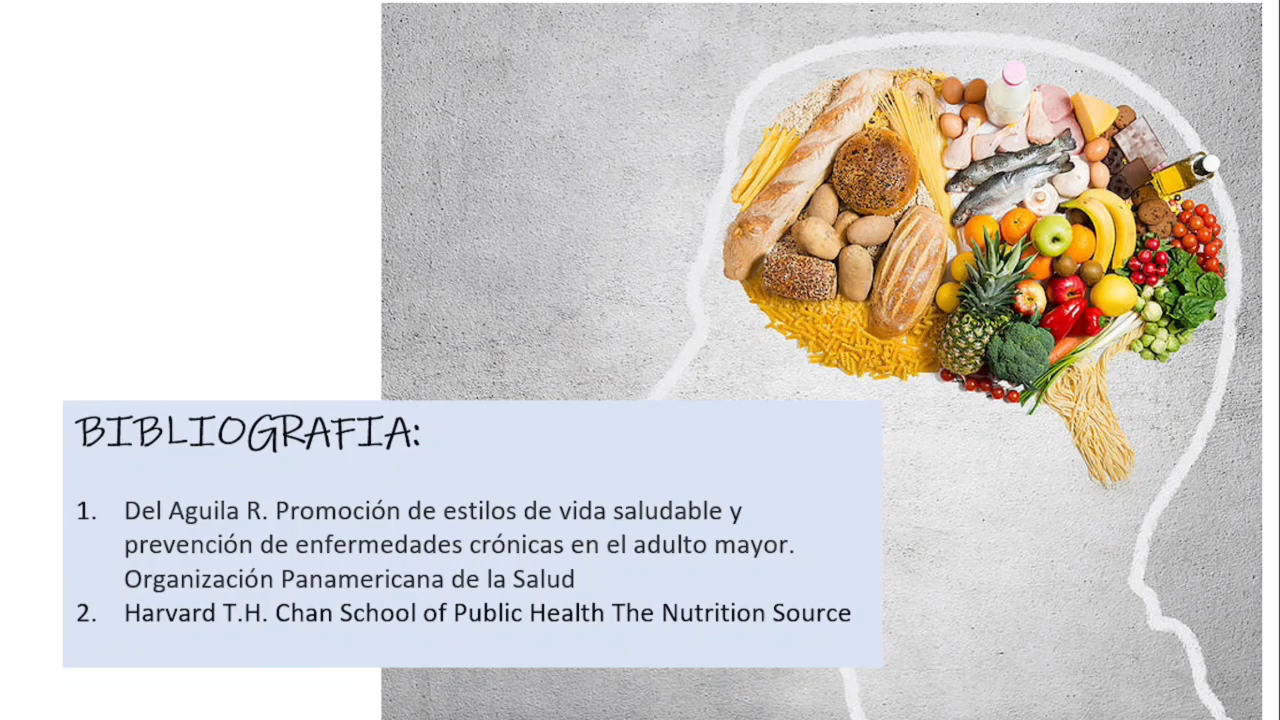 BIBLIOGRAFIA:
1. Del Aguila R. Promoción de estilos de vida saludable y
prevención de enfermedades crónicas en el adulto mayor.
Organización Panamericana de la Salud
2. Harvard T.H. Chan School of Public Health The Nutrition Source